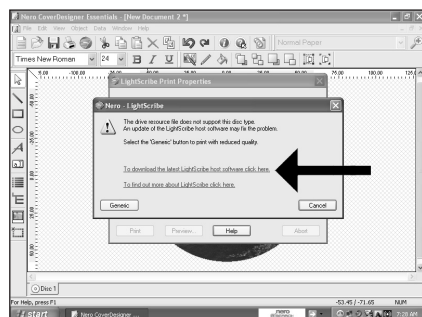 Nero CoverDesigner Essentials - [New Document 2 *]
File Edit View Object Data Window Help
Normal Paper
Times New Roman 24 B I U
LightScribe Print Properties
Nero - LightScribe
The drive resource file does not support this disc type.
An update of the LightScribe host software may fix the problem.
Select the 'Generic' button to print with reduced quality.
To download the latest LightScribe host software click here.
To find out more about LightScribe click here.
Generic Cancel
Print Preview... Help Abort
Disc 1
For Help, press F1 -53.45 / -71.65 NUM
start Nero CoverDesigner ... nero 7:26 AM